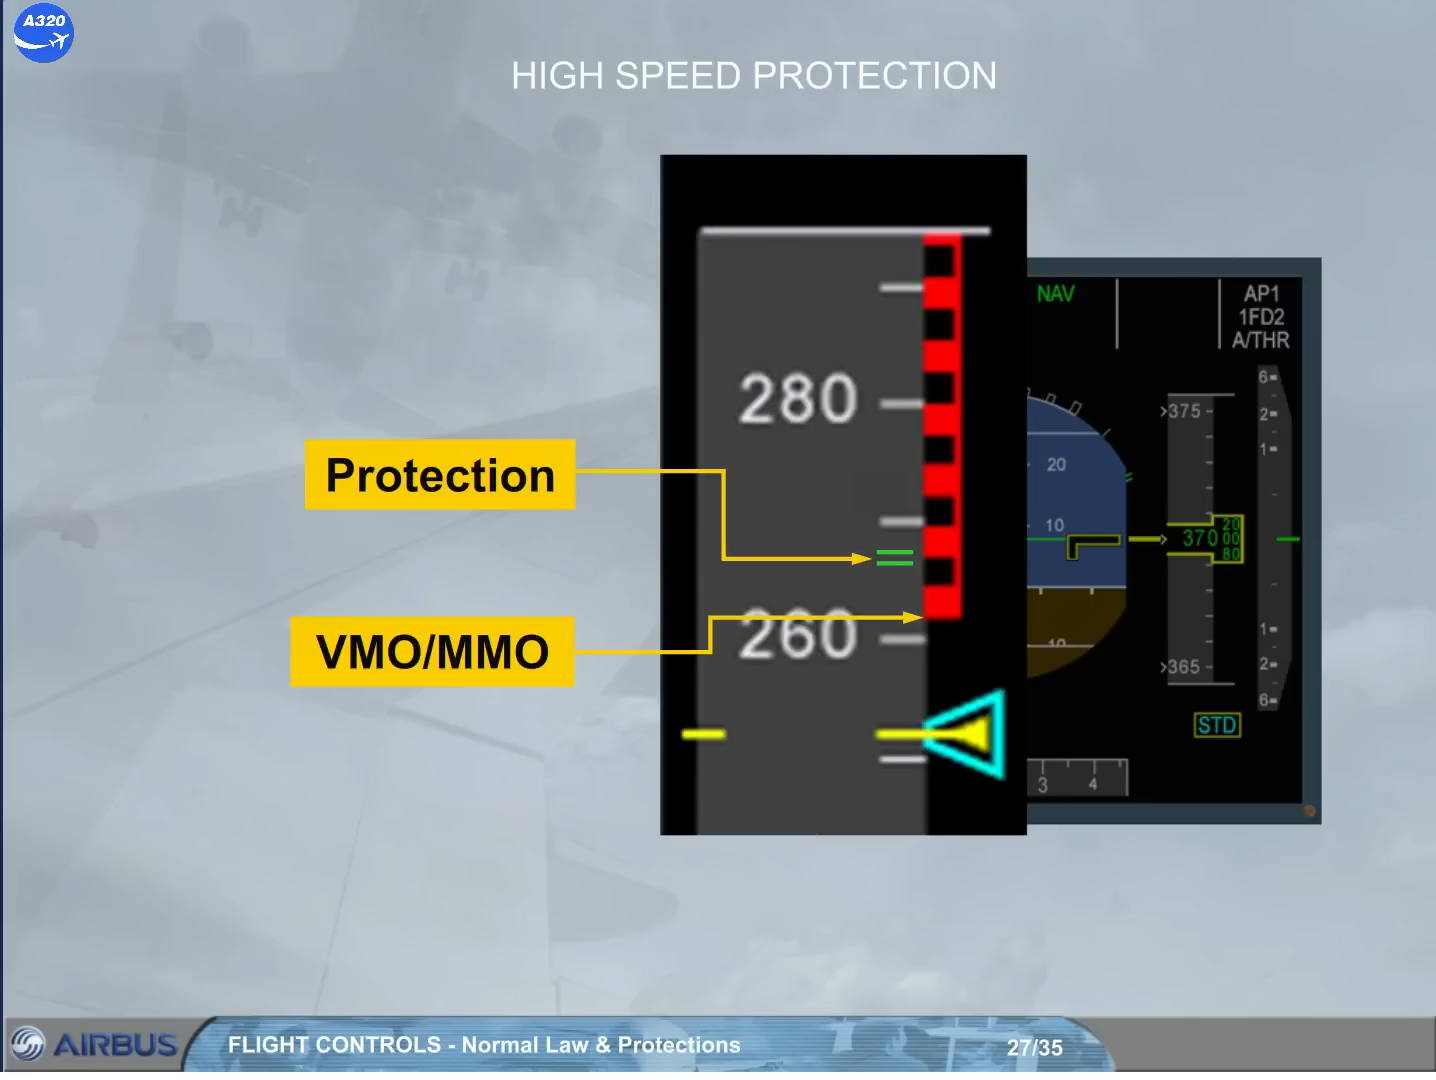 A320
HIGH SPEED PROTECTION
NAV
AP1
1FD2
A/THR
280
260
Protection
VMO/MMO
20
10
10
6
2
1
1
2
6
375
370
20
00
80
365
STD
3 4
AIRBUS
FLIGHT CONTROLS - Normal Law & Protections
27/35